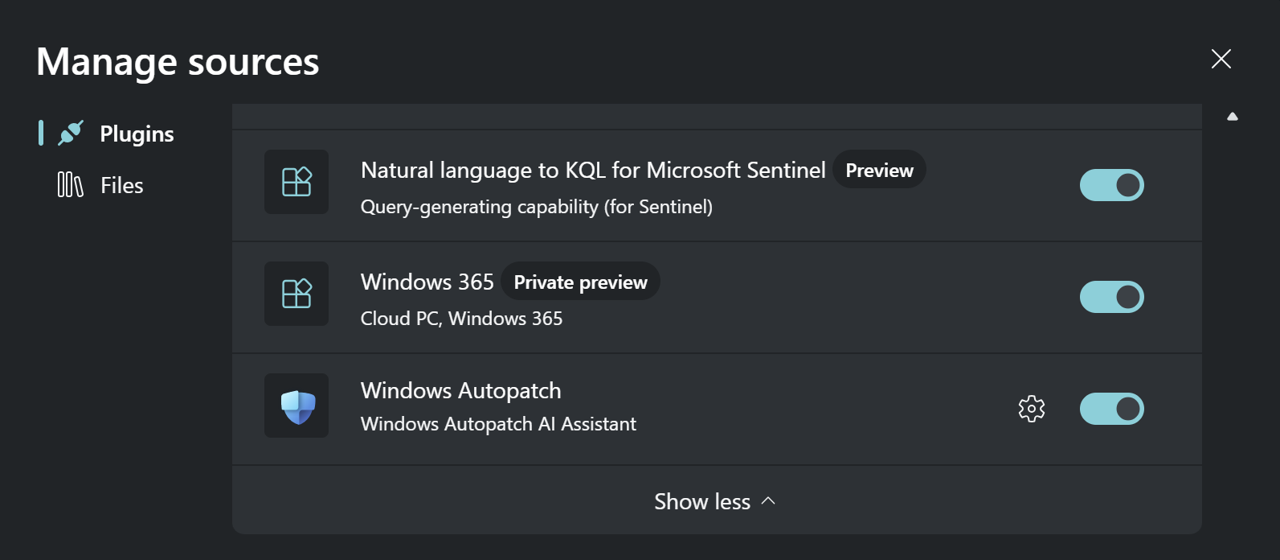 Manage sources
Plugins
Files
Natural language to KQL for Microsoft Sentinel Preview
Query-generating capability (for Sentinel)
Windows 365 Private preview
Cloud PC, Windows 365
Windows Autopatch
Windows Autopatch AI Assistant
Show less